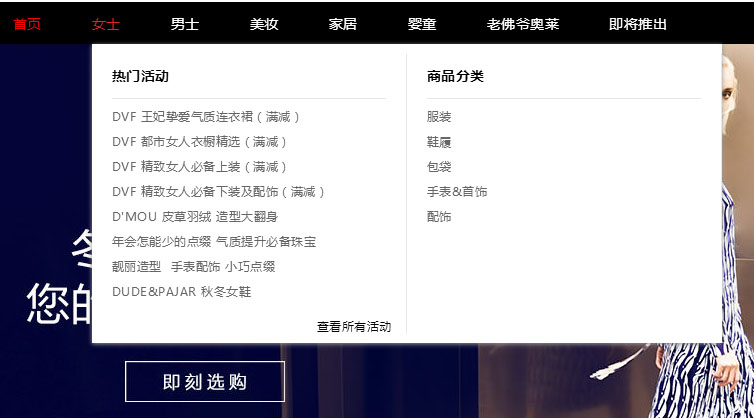 首页 女士 男士 美妆 家居 婴童 老佛爷奥莱 即将推出
热门活动
DVF 王妃挚爱气质连衣裙（满减）
DVF 都市女人衣橱精选（满减）
DVF 精致女人必备上装（满减）
DVF 精致女人必备下装及配饰（满减）
D'MOU 皮草羽绒 造型大翻身
年会怎能少的点缀 气质提升必备珠宝
靓丽造型 手表配饰 小巧点缀
DUDE&PAJAR 秋冬女鞋
查看所有活动
商品分类
服装
鞋履
包袋
手表&首饰
配饰
冬
您的
即刻选购